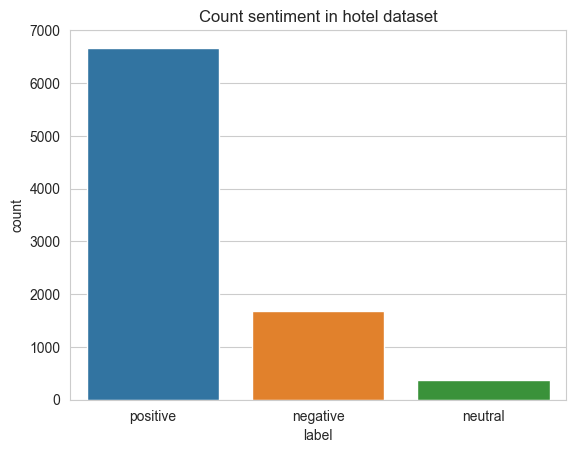 Count sentiment in hotel dataset
7000
6000
5000
4000
3000
2000
1000
0
count
positive negative neutral
label